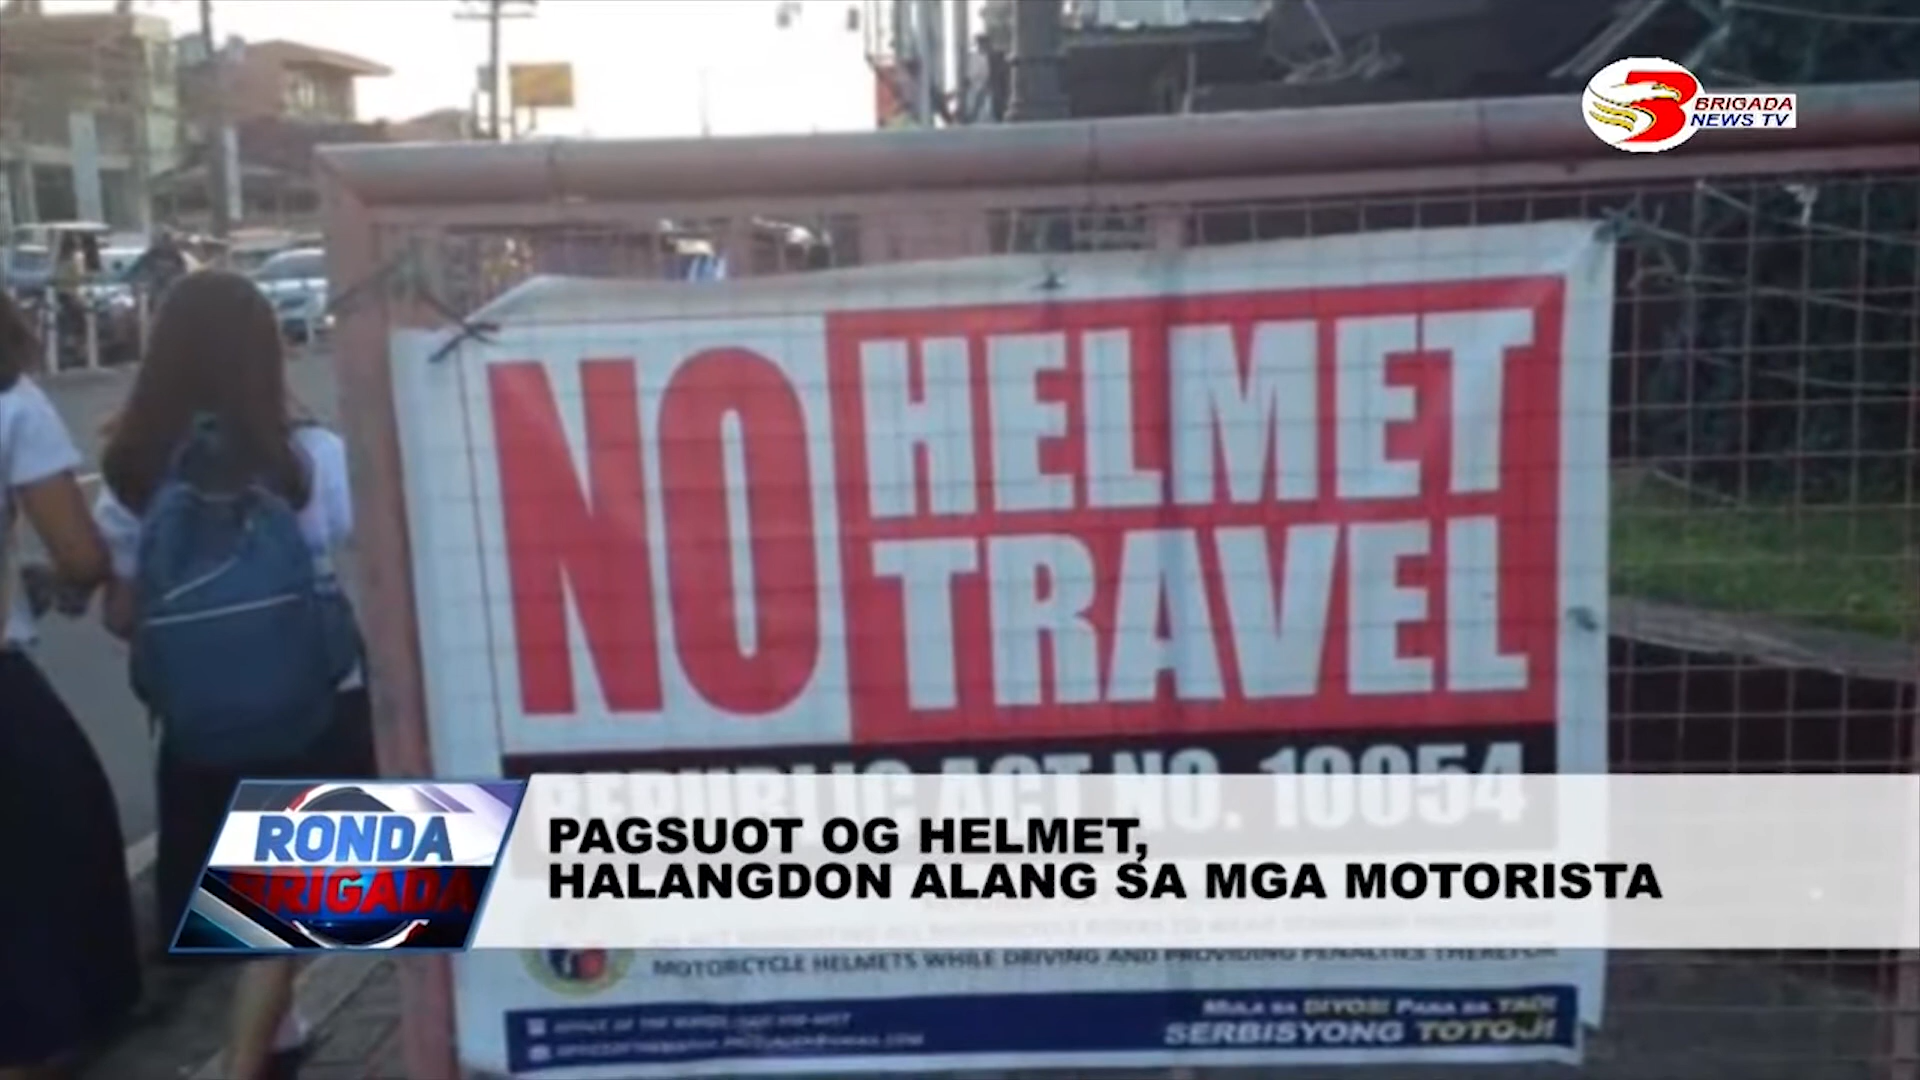 BRIGADA
NEWS TV
NO
HELMET
TRAVEL
REPUBLIC ACT NO. 10054
RONDA
BRIGADA
PAGSUOT OG HELMET,
HALANGDON ALANG SA MGA MOTORISTA
MOTORCYCLE HELMETS WHILE DRIVING AND PROVIDING PENALTIES THEREFOR
SERBISYONG TOTOJI